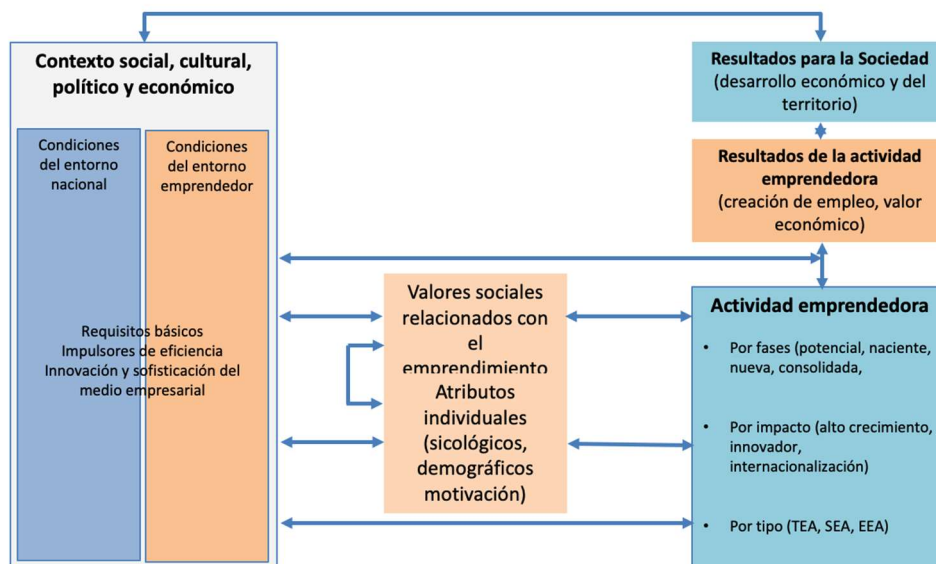 Contexto social, cultural,
político y económico
Condiciones
del entorno
nacional
Condiciones
del entorno
emprendedor
Requisitos básicos
Impulsores de eficiencia
Innovación y sofisticación del
medio empresarial
Valores sociales
relacionados con
el
emprendimiento
Atributos
individuales
(sicológicos,
demográficos
motivación)
Resultados para la Sociedad
(desarrollo económico y del
territorio)
Resultados de la actividad
emprendedora
(creación de empleo, valor
económico)
Actividad emprendedora
• Por fases (potencial, naciente,
nueva, consolidada,
• Por impacto (alto crecimiento,
innovador,
internacionalización)
• Por tipo (TEA, SEA, EEA)